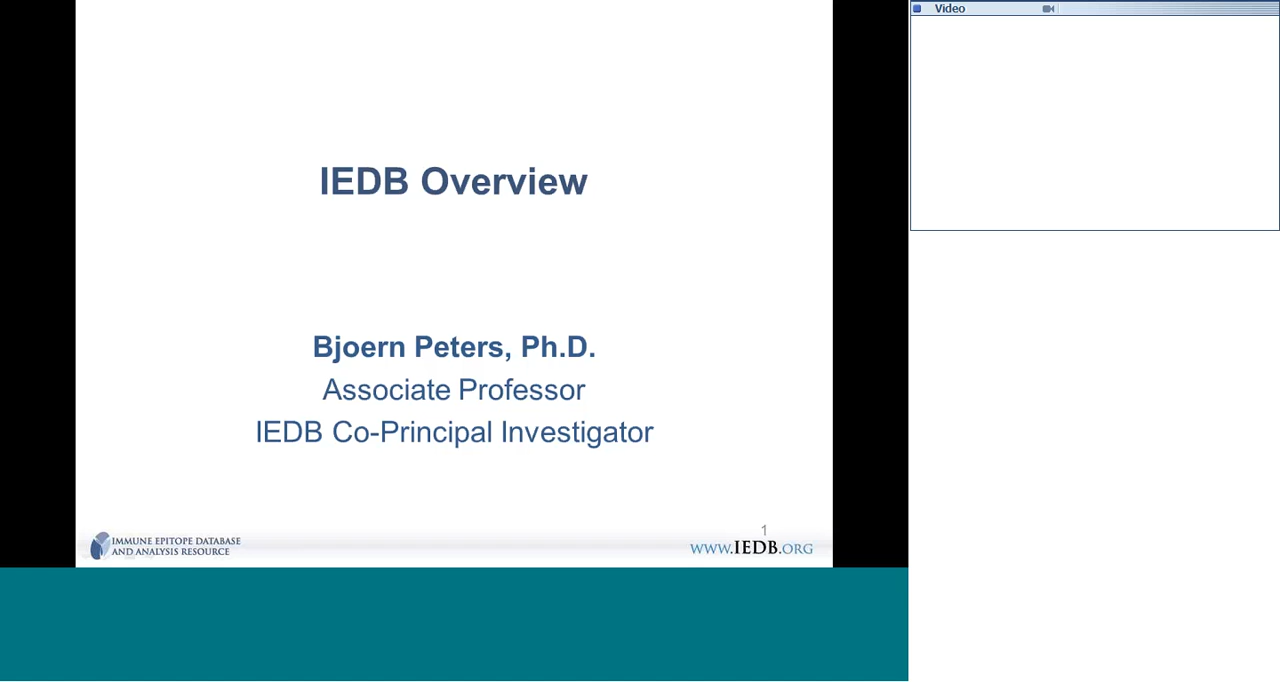 Video
IEDB Overview
Bjoern Peters, Ph.D.
Associate Professor
IEDB Co-Principal Investigator
1
IMMUNE EPITOPE DATABASE
AND ANALYSIS RESOURCE
WWW.IEDB.ORG